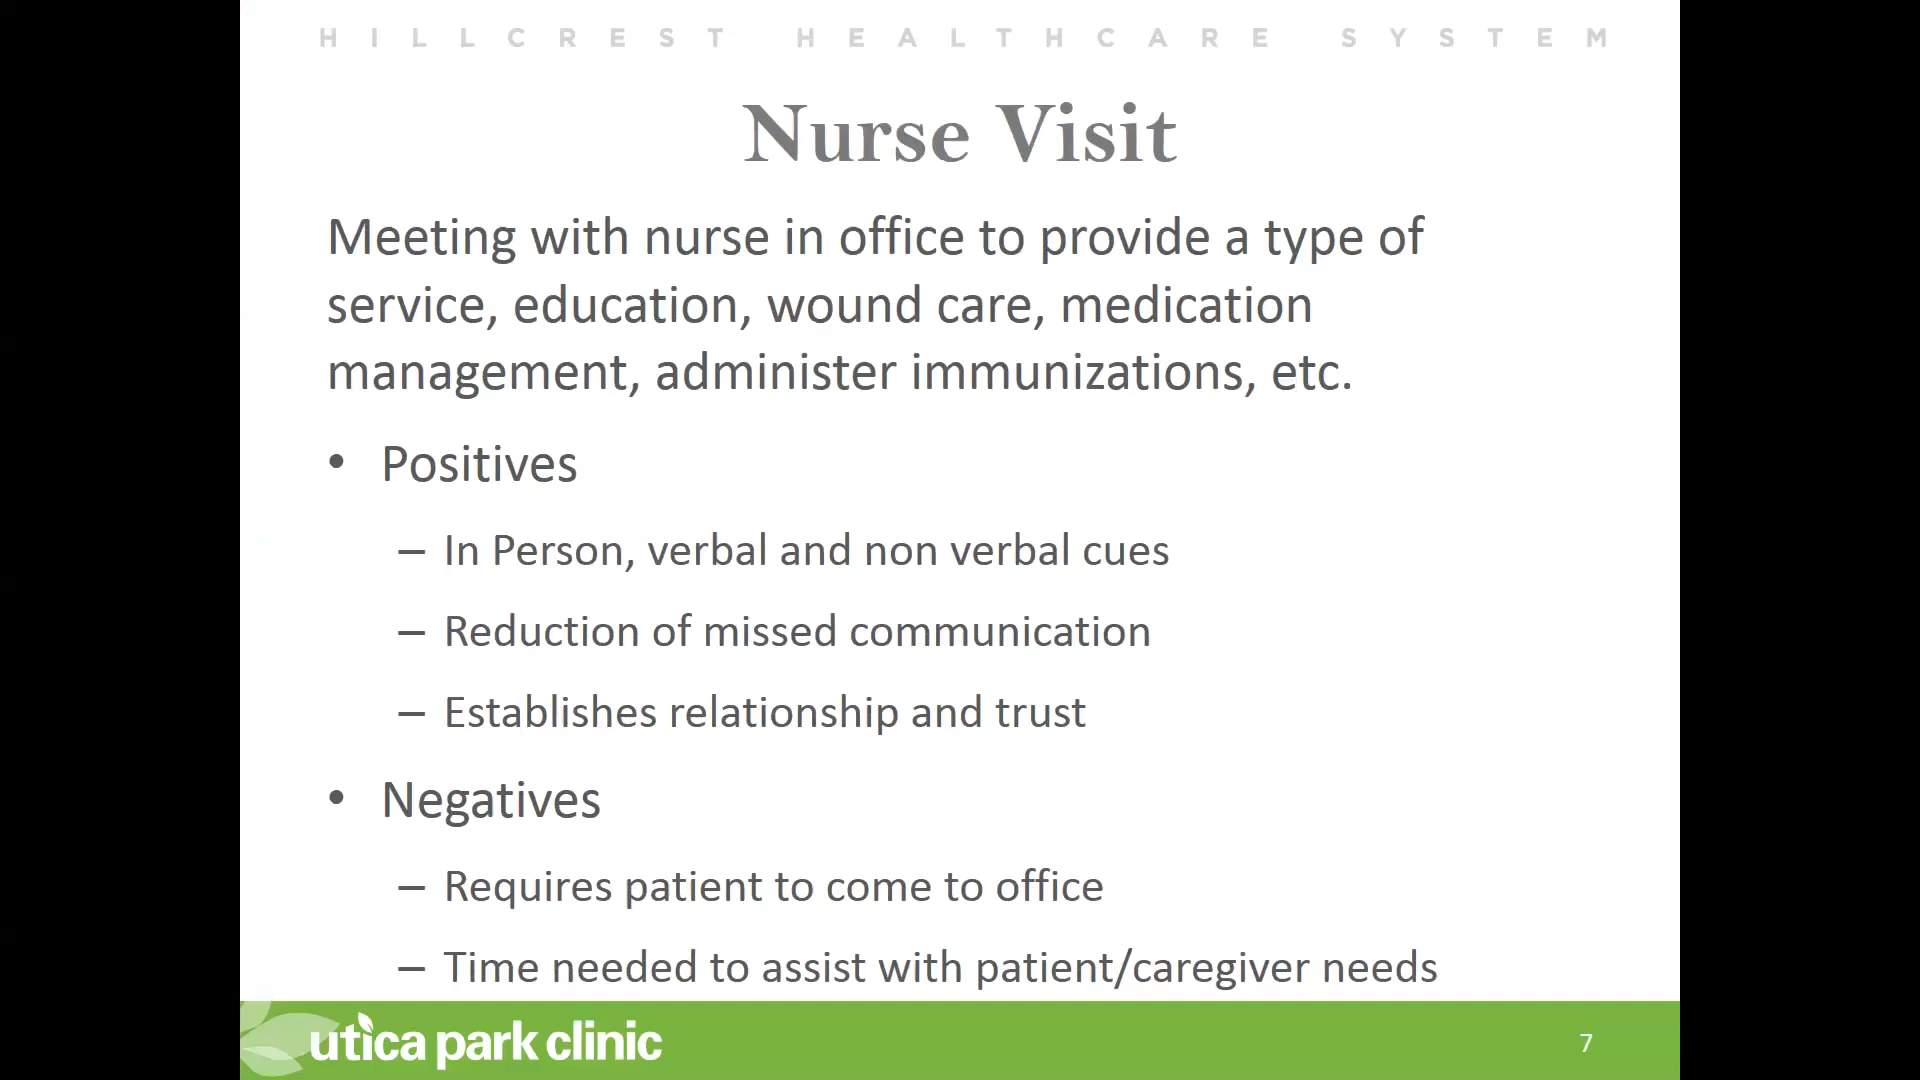 HILLCREST HEALTHCARE SYSTEM
Nurse Visit
Meeting with nurse in office to provide a type of
service, education, wound care, medication
management, administer immunizations, etc.
• Positives
– In Person, verbal and non verbal cues
– Reduction of missed communication
– Establishes relationship and trust
• Negatives
– Requires patient to come to office
– Time needed to assist with patient/caregiver needs
utica park clinic
7